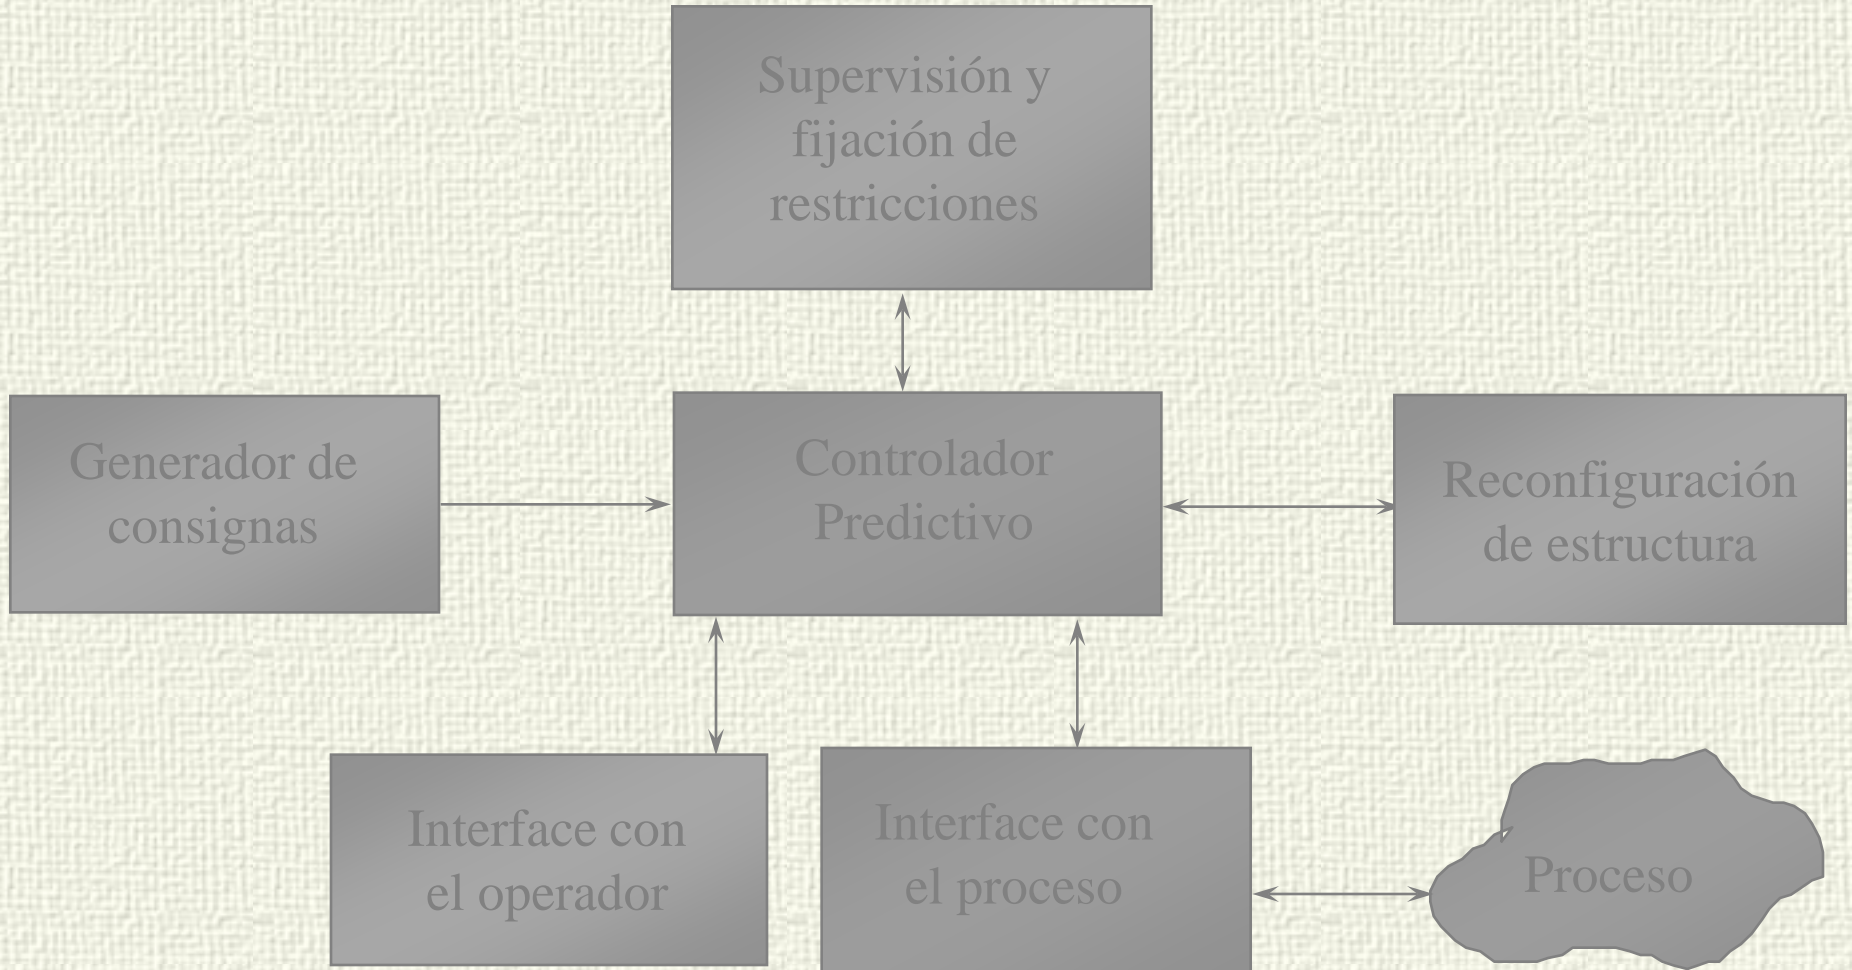 Supervisión y
fijación de
restricciones
Generador de
consignas
Controlador
Predictivo
Reconfiguración
de estructura
Interface con
el operador
Interface con
el proceso
Proceso